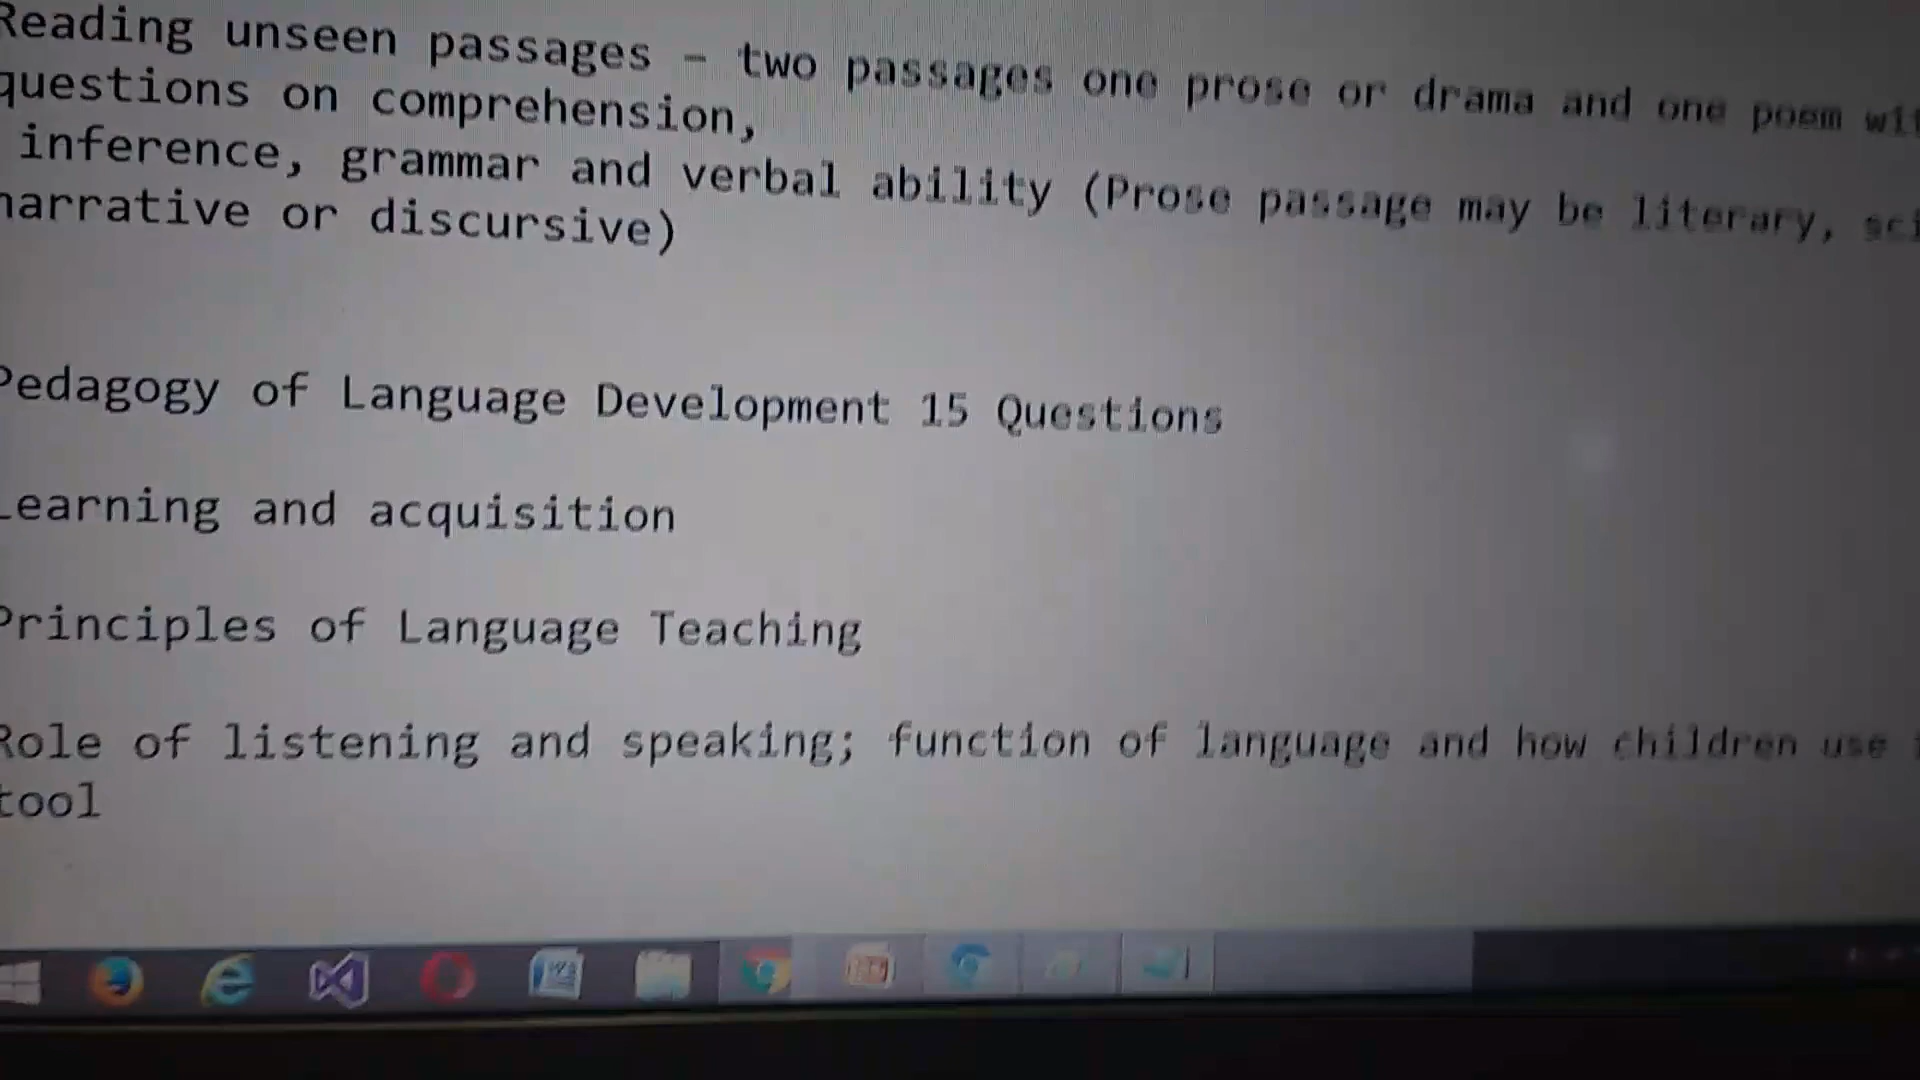 Reading unseen passages – two passages one prose or drama and one poem
questions on comprehension,
inference, grammar and verbal ability (Prose passage may be literary,
narrative or discursive)
Pedagogy of Language Development 15 Questions
Learning and acquisition
Principles of Language Teaching
Role of listening and speaking; function of language and how children use
tool